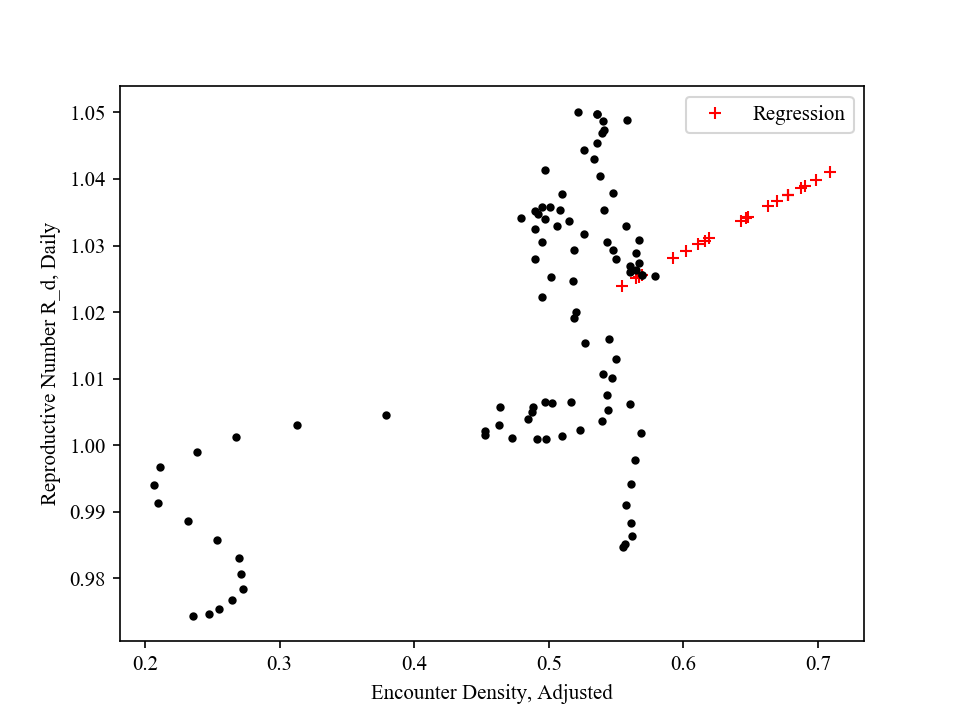 Regression
1.05
1.04
1.03
1.02
1.01
1.00
0.99
0.98
Reproductive Number R_d, Daily
0.2 0.3 0.4 0.5 0.6 0.7
Encounter Density, Adjusted